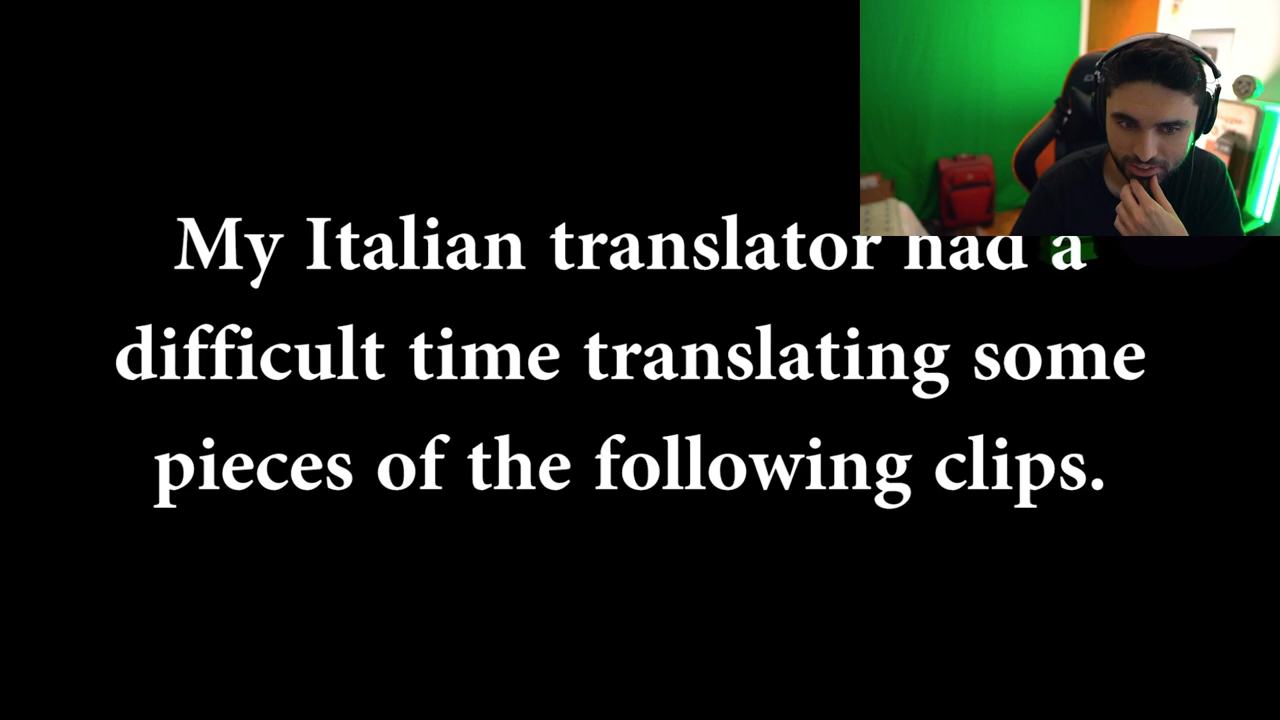 My Italian translator had a
difficult time translating some
pieces of the following clips.